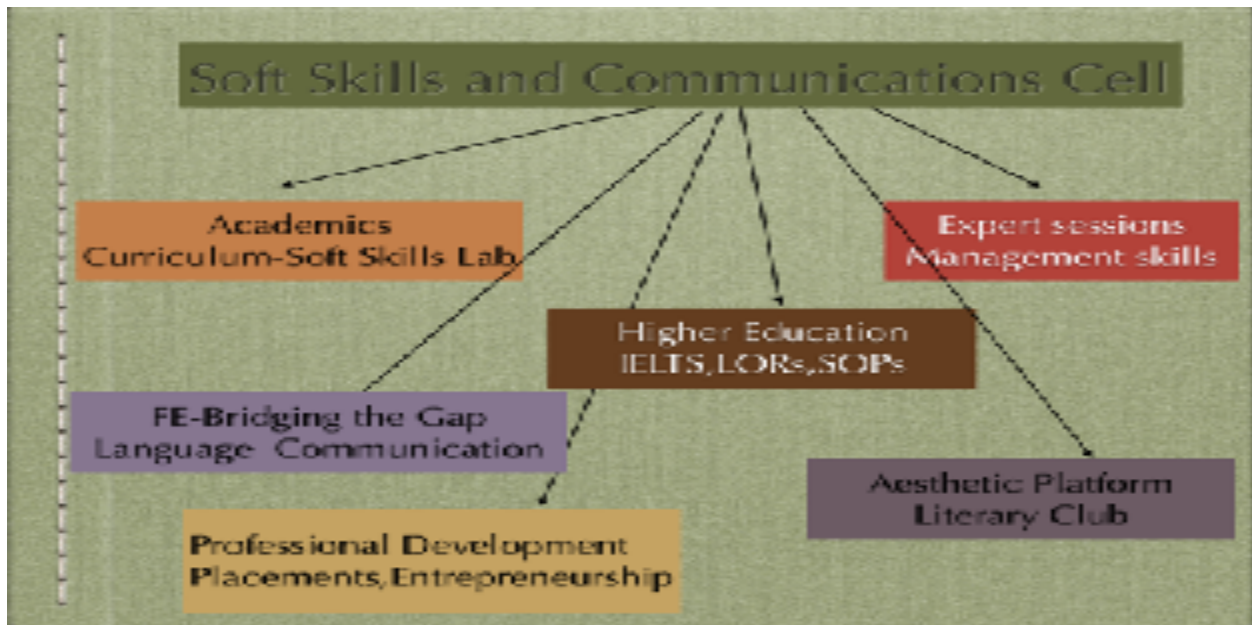 Soft Skills and Communications Cell
Academics
Curriculum-Soft Skills Lab
Expert sessions
Management skills
Higher Education
IELTS,LORs,SOPs
FE-Bridging the Gap
Language Communication
Aesthetic Platform
Literary Club
Professional Development
Placements,Entrepreneurship